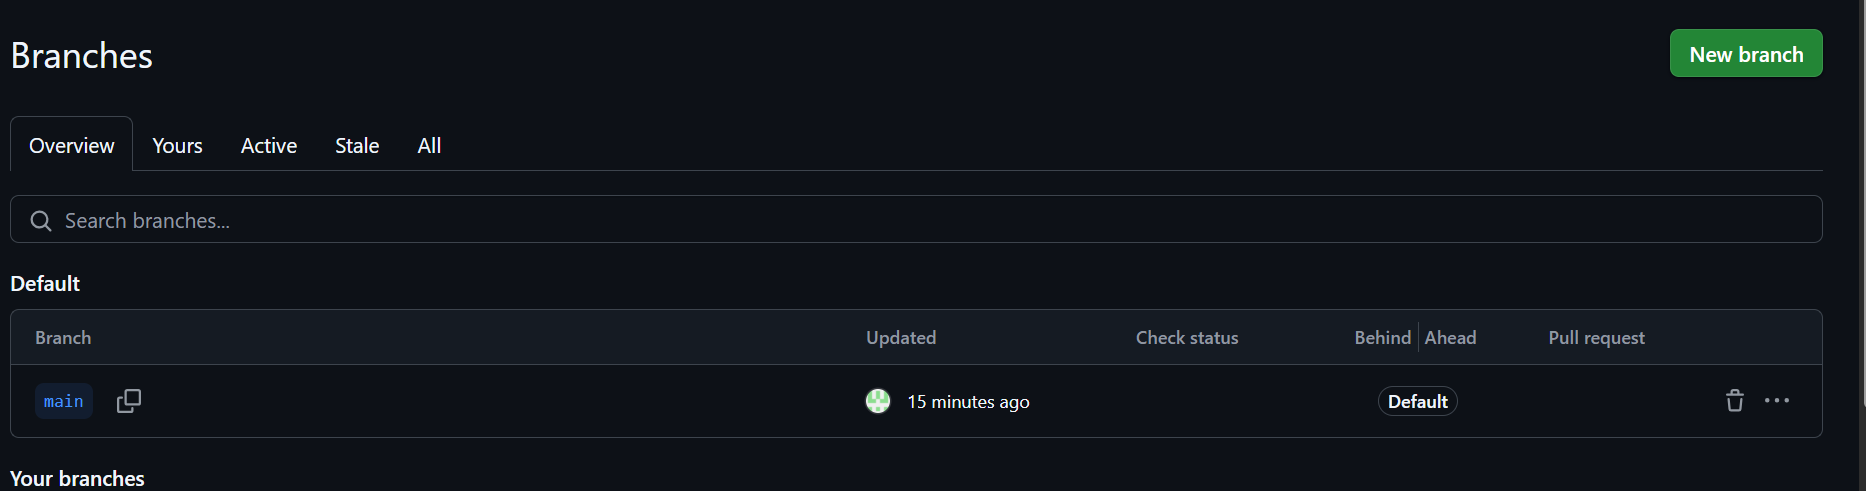 Branches
New branch
Overview Yours Active Stale All
Search branches...
Default
Branch Updated Check status Behind Ahead Pull request
main 15 minutes ago Default
Your branches